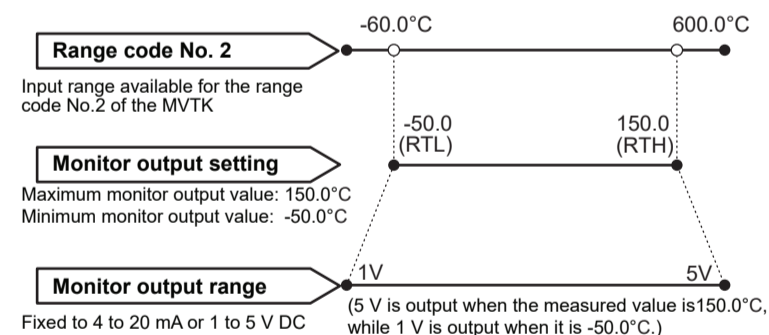 -60.0°C
600.0°C
Range code No. 2
Input range available for the range
code No.2 of the MVTK
-50.0
(RTL)
150.0
(RTH)
Monitor output setting
Maximum monitor output value: 150.0°C
Minimum monitor output value: -50.0°C
1V
5V
Monitor output range
Fixed to 4 to 20 mA or 1 to 5 V DC
(5 V is output when the measured value is150.0°C,
while 1 V is output when it is -50.0°C.)